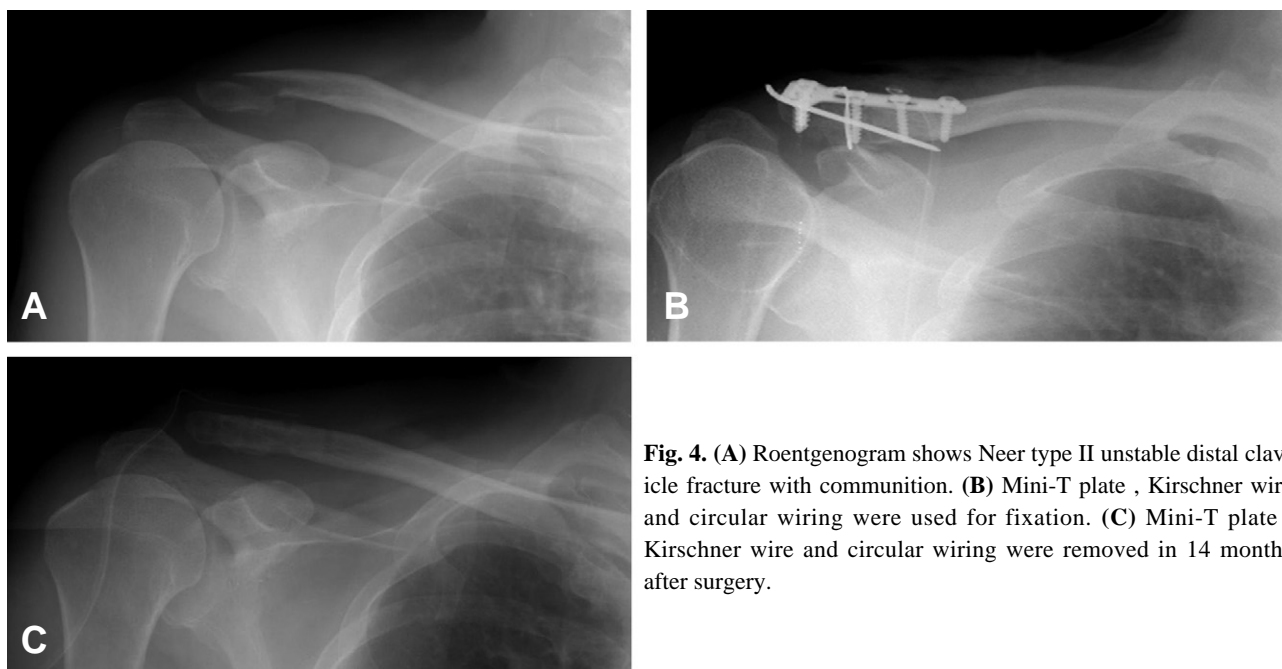 A
B
C
Fig. 4. (A) Roentgenogram shows Neer type II unstable distal clav
icle fracture with communition. (B) Mini-T plate , Kirschner wir
and circular wiring were used for fixation. (C) Mini-T plate
Kirschner wire and circular wiring were removed in 14 month
after surgery.